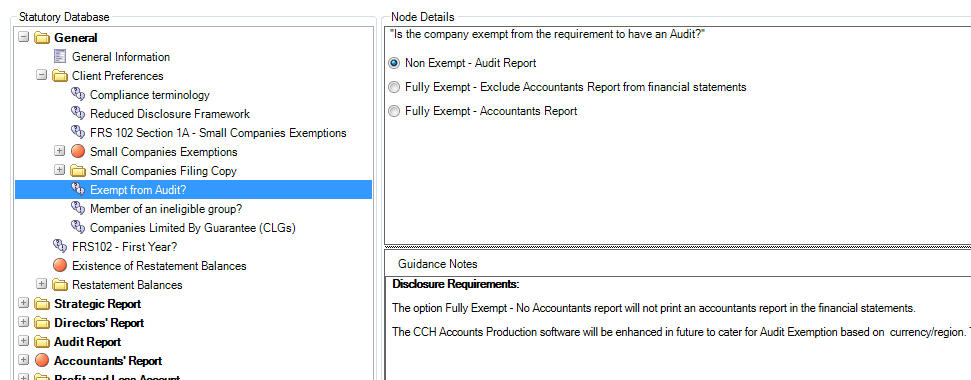 Statutory Database
General
General Information
Client Preferences
Compliance terminology
Reduced Disclosure Framework
FRS 102 Section 1A - Small Companies Exemptions
Small Companies Exemptions
Small Companies Filing Copy
Exempt from Audit?
Member of an ineligible group?
Companies Limited By Guarantee (CLGs)
FRS102 - First Year?
Existence of Restatement Balances
Restatement Balances
Strategic Report
Directors' Report
Audit Report
Accountants' Report
Profit and Loss Account
Node Details
"Is the company exempt from the requirement to have an Audit?"
Non Exempt - Audit Report
Fully Exempt - Exclude Accountants Report from financial statements
Fully Exempt - Accountants Report
Guidance Notes
Disclosure Requirements:
The option Fully Exempt - No Accountants report will not print an accountants report in the financial statements.
The CCH Accounts Production software will be enhanced in future to cater for Audit Exemption based on currency/region.